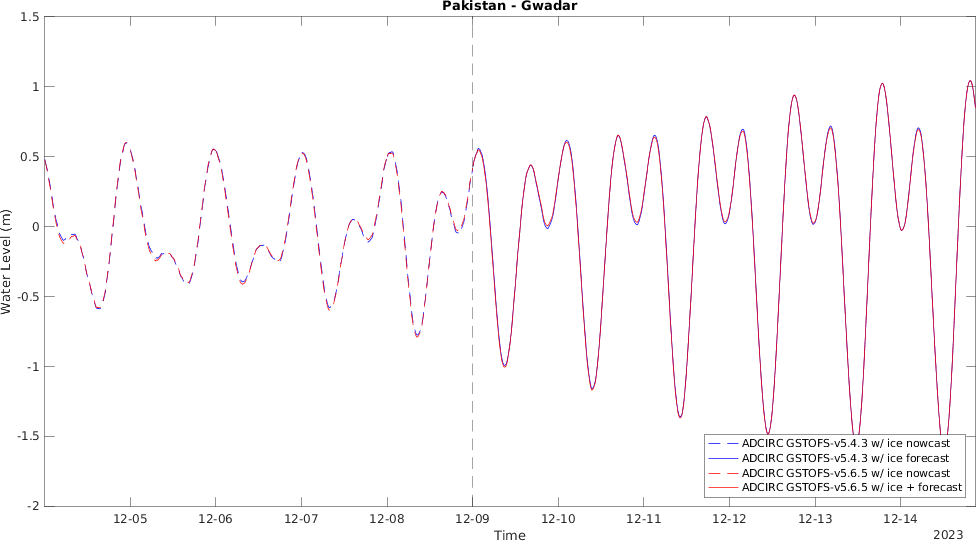 Pakistan - Gwadar
1.5
1
0.5
0
-0.5
-1
-1.5
-2
Water Level (m)
12-05 12-06 12-07 12-08 12-09 12-10 12-11 12-12 12-13 12-14
Time
2023
ADCIRC GSTOFS-v5.4.3 w/ ice nowcast
ADCIRC GSTOFS-v5.4.3 w/ ice forecast
ADCIRC GSTOFS-v5.6.5 w/ ice nowcast
ADCIRC GSTOFS-v5.6.5 w/ ice + forecast